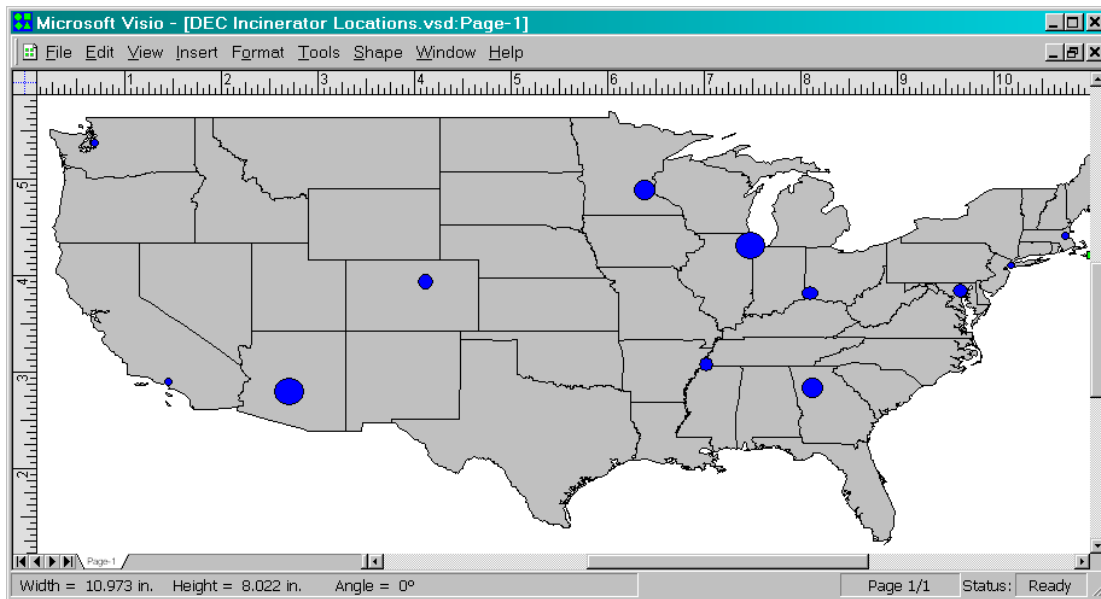 Microsoft Visio - [DEC Incinerator Locations.vsd:Page-1]
File Edit View Insert Format Tools Shape Window Help
1 2 3 4 5 6 7 8 9 10
5
4
3
2
Page-1
Width = 10.973 in. Height = 8.022 in. Angle = 0° Page 1/1 Status: Ready